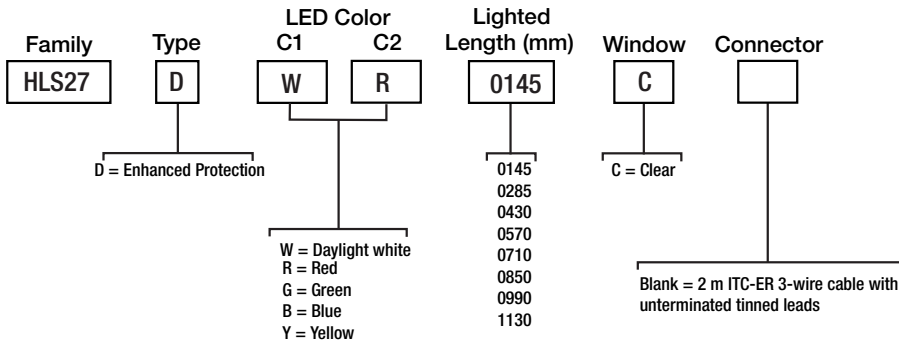 LED Color
Lighted
Family Type C1 C2 Length (mm) Window Connector
HLS27 D W R 0145 C
D = Enhanced Protection
W = Daylight white
R = Red
G = Green
B = Blue
Y = Yellow
0145
0285
0430
0570
0710
0850
0990
1130
C = Clear
Blank = 2 m ITC-ER 3-wire cable with
unterminated tinned leads